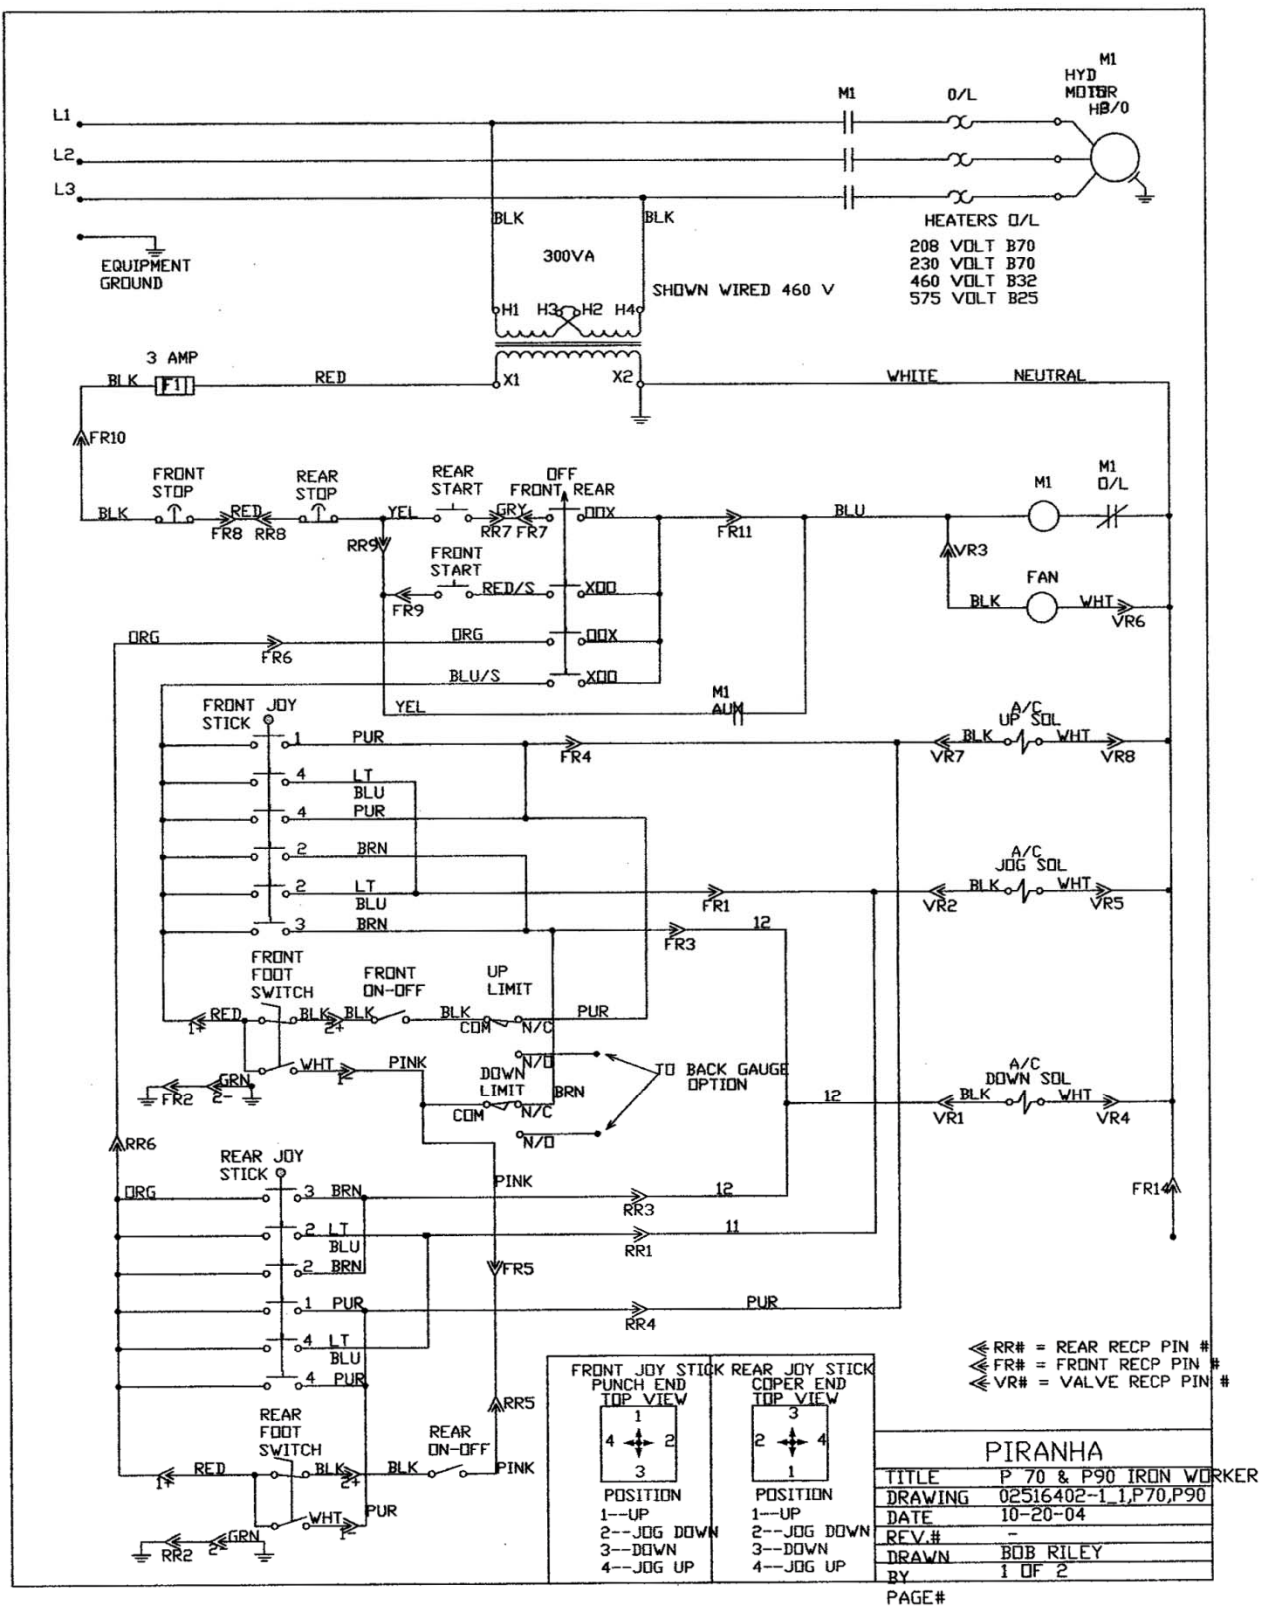 M1
HYD
MOTOR
M1
O/L
L1
L2
L3
BLK
BLK
HEATERS O/L
208 VOLT B70
230 VOLT B70
460 VOLT B32
575 VOLT B25
300VA
EQUIPMENT
GROUND
SHOWN WIRED 460 V
H1 H3 H2 H4
3 AMP
BLK F1 RED X1 X2 WHITE NEUTRAL
FR10
FRONT
STOP
REAR
STOP
REAR
START
OFF
FRONT REAR
M1
M1
O/L
BLK RED YEL GRY OOX BLU
FR8 RR8 RR7 FR7 FR11
RR9
FRONT
START
VR3
FAN
RED/S XOO
FR9
BLK WHT
VR6
ORG ORG OOX
FR6
BLU/S XOO
YEL
M1
AUX
FRONT JOY
STICK
A/C
UP SOL
1 PUR
FR4
BLK WHT
VR7 VR8
4 LT
BLU
4 PUR
2 BRN
A/C
JOG SOL
2 LT
BLU
FR1
BLK WHT
VR2 VR5
3 BRN
FR3
12
FRONT
FOOT
SWITCH
FRONT
ON-OFF
UP
LIMIT
RED BLK BLK BLK PUR
1+ 2+ COM N/C
N/O
WHT PINK
1-
DOWN
LIMIT
TO BACK GAUGE
OPTION
A/C
DOWN SOL
GRN
FR2 2-
COM N/C
BRN
12
BLK WHT
VR1 VR4
N/O
RR6
REAR JOY
STICK
PINK
FR14
ORG 3 BRN
RR3
12
2 LT
BLU
RR1
11
2 BRN
FR5
1 PUR
RR4
PUR
4 LT
BLU
4 PUR
RR5
RR# = REAR RECP PIN #
FR# = FRONT RECP PIN #
VR# = VALVE RECP PIN #
REAR
FOOT
SWITCH
REAR
ON-OFF
RED BLK BLK PINK
1+ 2+
WHT
1-
PUR
GRN
RR2
FRONT JOY STICK
PUNCH END
TOP VIEW
1
4 2
3
POSITION
1--UP
2--JOG DOWN
3--DOWN
4--JOG UP
REAR JOY STICK
COPER END
TOP VIEW
3
2 4
1
POSITION
1--UP
2--JOG DOWN
3--DOWN
4--JOG UP
PIRANHA
TITLE P 70 & P90 IRON WORKER
DRAWING 02516402-1_1,P70,P90
DATE 10-20-04
REV.# -
DRAWN BOB RILEY
BY 1 OF 2
PAGE#